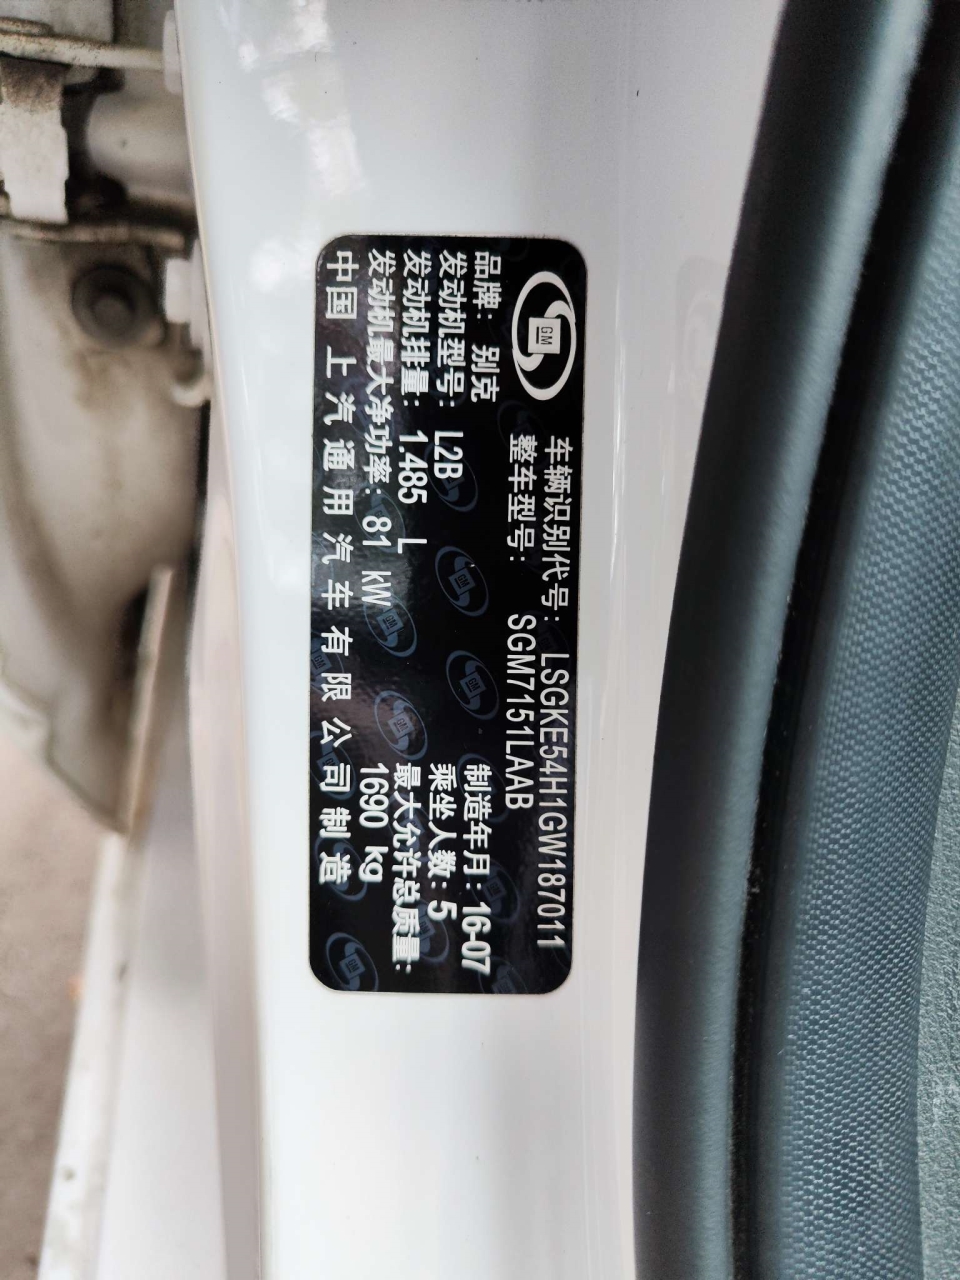 GM
车辆识别代号: LSGKE54H1GW187011
整车型号: SGM7151LAAB
品牌: 别克
制造年月: 16-07
发动机型号: L2B
乘坐人数: 5
发动机排量: 1.485 L
最大允许总质量:
发动机最大净功率: 81 kW
1690 kg
中国 上汽通用汽车有限公司制造